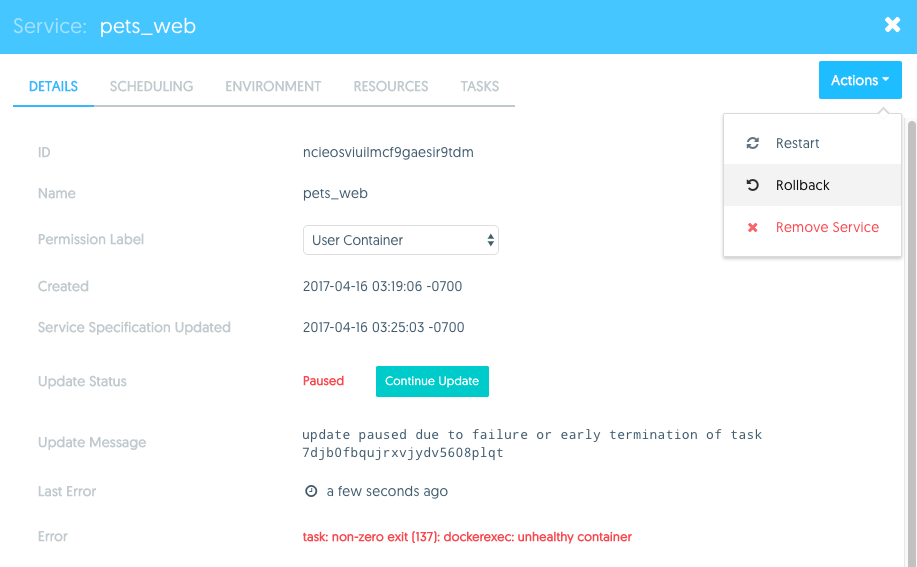 Service: pets_web
DETAILS SCHEDULING ENVIRONMENT RESOURCES TASKS
Actions
Restart
Rollback
Remove Service
ID ncieosviuilmcf9gaesir9tdm
Name pets_web
Permission Label User Container
Created 2017-04-16 03:19:06 -0700
Service Specification Updated 2017-04-16 03:25:03 -0700
Update Status Paused Continue Update
Update Message update paused due to failure or early termination of task
7djb0fbqujrxvjydv5608plqt
Last Error a few seconds ago
Error task: non-zero exit (137): dockerexec: unhealthy container